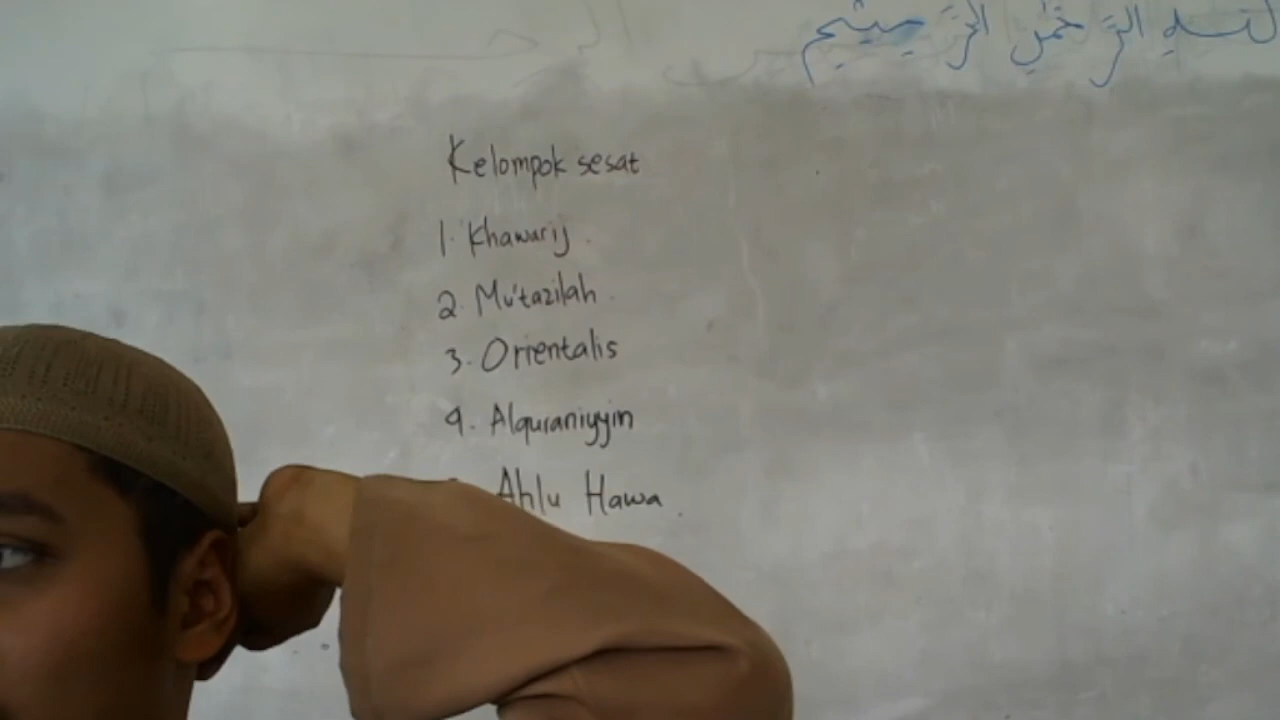 الرَّحْمٰنِ الرَّحِيْمِ
Kelompok sesat
1. Khawarij.
2. Mu'tazilah.
3. Orientalis
4. Alquraniyyin
Ahlu Hawa.